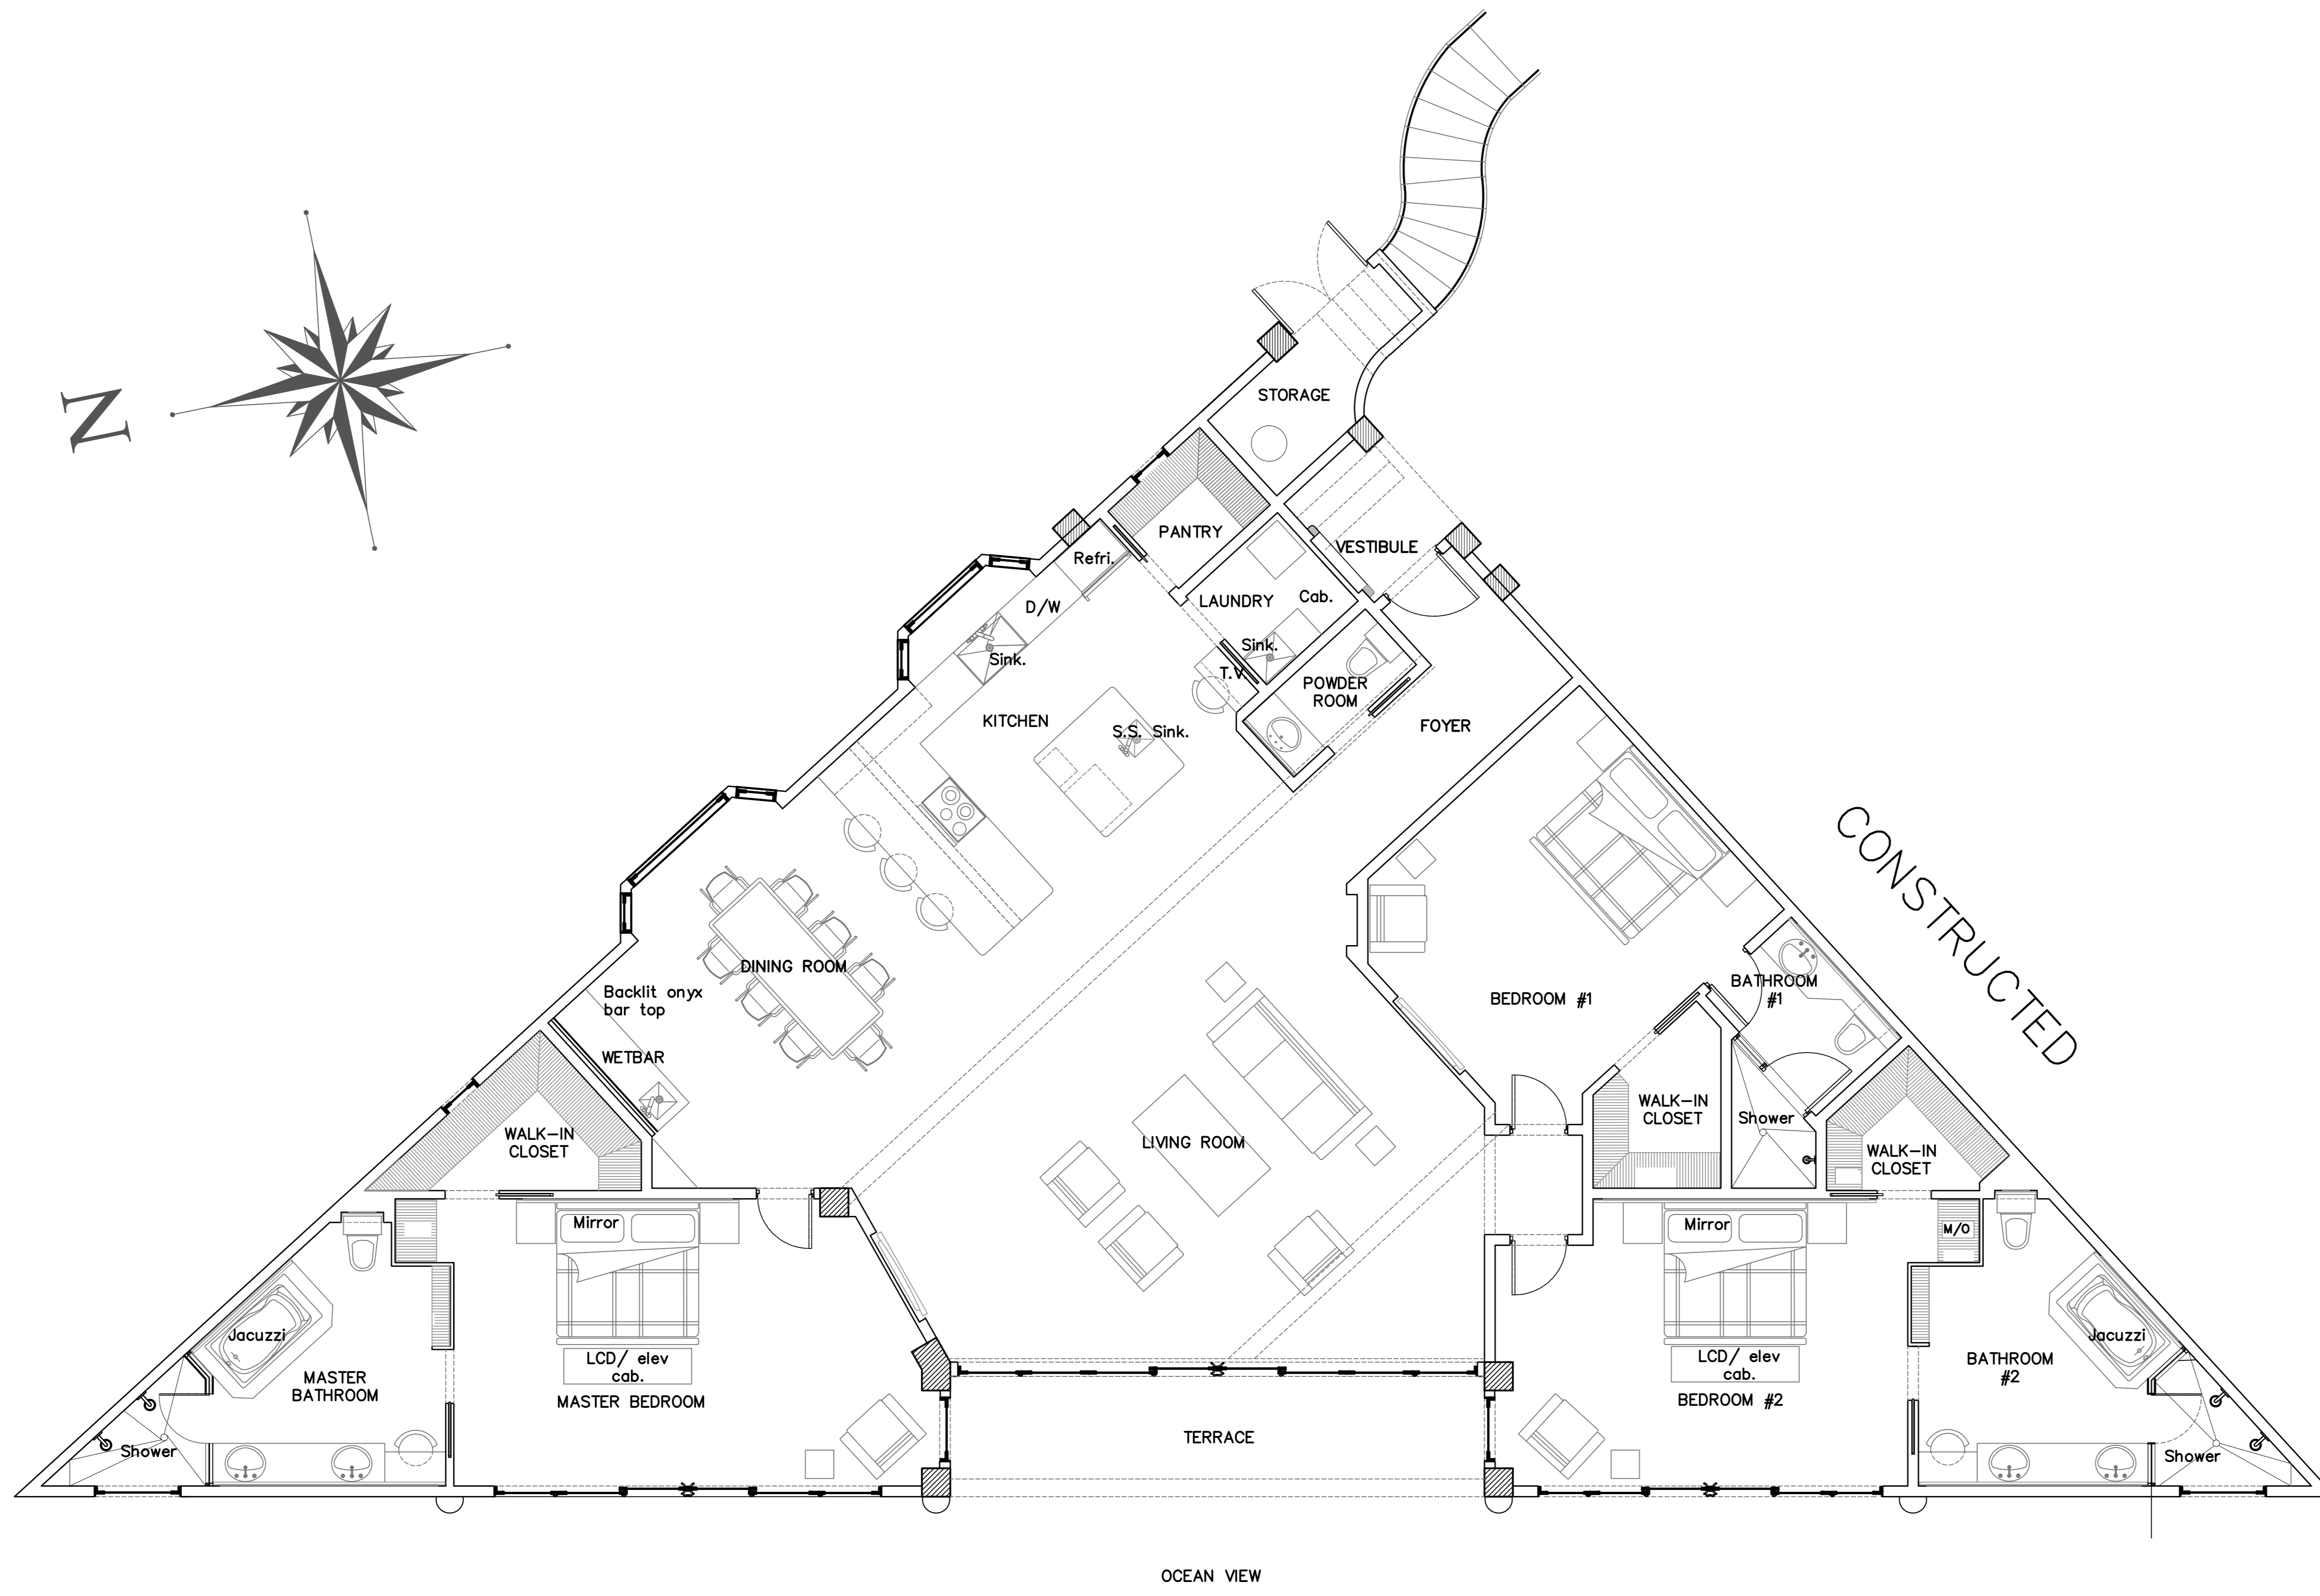 N
STORAGE
PANTRY
VESTIBULE
Refri.
D/W
LAUNDRY
Cab.
Sink.
Sink.
T.V.
POWDER
ROOM
KITCHEN
S.S. Sink.
FOYER
CONSTRUCTED
DINING ROOM
Backlit onyx
bar top
WETBAR
BEDROOM #1
BATHROOM
#1
WALK-IN
CLOSET
LIVING ROOM
WALK-IN
CLOSET
Shower
WALK-IN
CLOSET
Mirror
Mirror
M/O
Jacuzzi
LCD/ elev
cab.
MASTER
BATHROOM
MASTER BEDROOM
LCD/ elev
cab.
BEDROOM #2
BATHROOM
#2
Jacuzzi
Shower
TERRACE
Shower
OCEAN VIEW